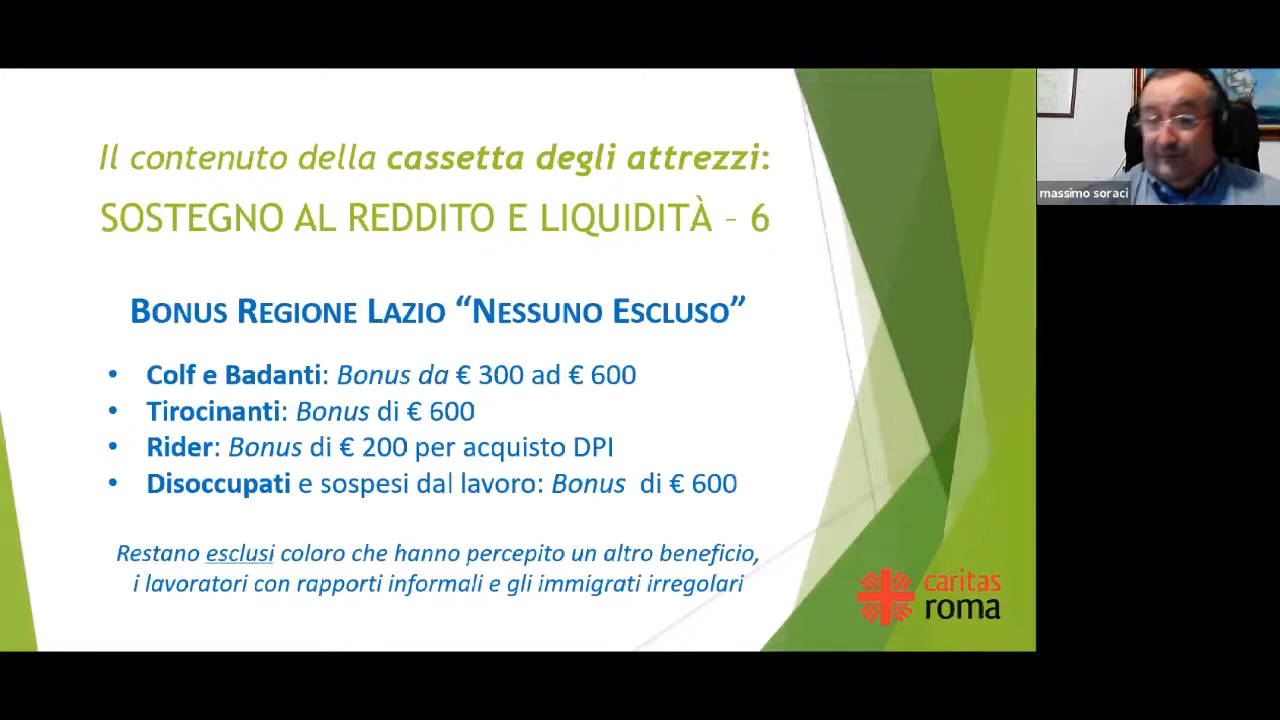 Il contenuto della cassetta degli attrezzi:
SOSTEGNO AL REDDITO E LIQUIDITÀ – 6
BONUS REGIONE LAZIO “NESSUNO ESCLUSO”
• Colf e Badanti: Bonus da € 300 ad € 600
• Tirocinanti: Bonus di € 600
• Rider: Bonus di € 200 per acquisto DPI
• Disoccupati e sospesi dal lavoro: Bonus di € 600
Restano esclusi coloro che hanno percepito un altro beneficio,
i lavoratori con rapporti informali e gli immigrati irregolari
caritas
roma
massimo soraci